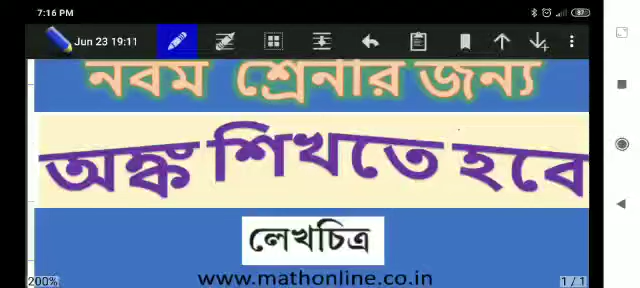 7:16 PM 87
Jun 23 19:11
নবম শ্রেনীর জন্য
অঙ্ক শিখতে হবে
লেখচিত্র
www.mathonline.co.in
200% 1 / 1